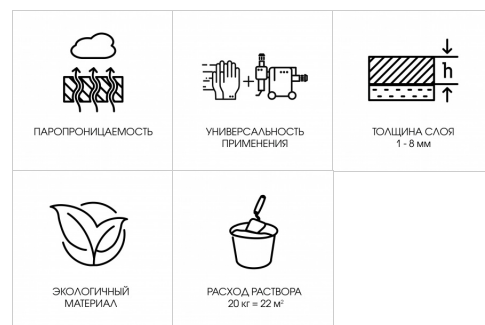 ПАРОПРОНИЦАЕМОСТЬ
УНИВЕРСАЛЬНОСТЬ
ПРИМЕНЕНИЯ
h
ТОЛЩИНА СЛОЯ
1 - 8 мм
ЭКОЛОГИЧНЫЙ
МАТЕРИАЛ
РАСХОД РАСТВОРА
20 кг = 22 м²